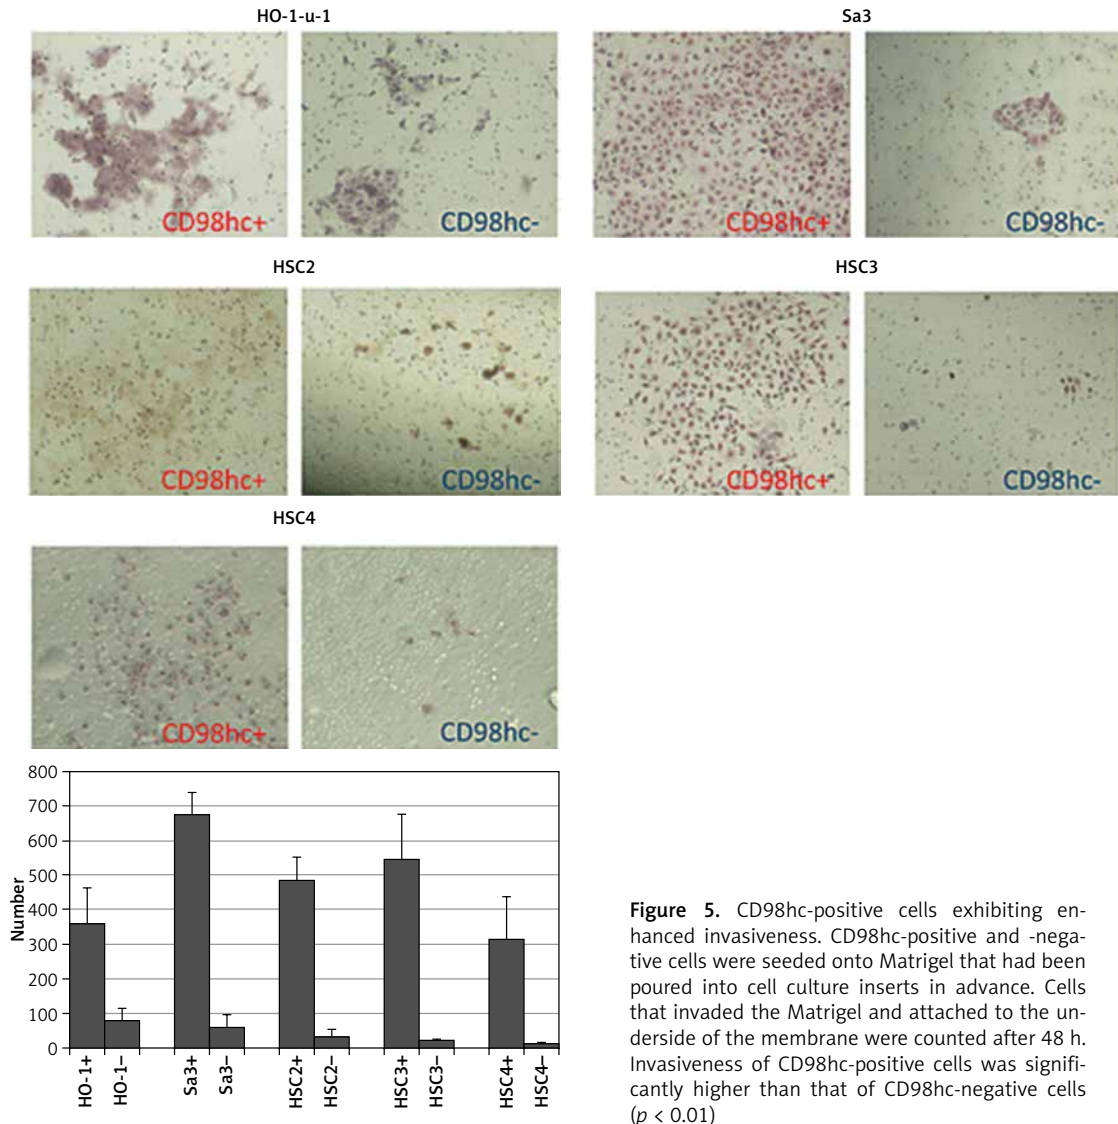 HO-1-u-1
Sa3
CD98hc+
CD98hc-
CD98hc+
CD98hc-
HSC2
HSC3
CD98hc+
CD98hc-
CD98hc+
CD98hc-
HSC4
CD98hc+
CD98hc-
800
700
600
500
400
300
200
100
0
Number
HO-1+
HO-1–
Sa3+
Sa3–
HSC2+
HSC2–
HSC3+
HSC3–
HSC4+
HSC4–
Figure 5. CD98hc-positive cells exhibiting en-
hanced invasiveness. CD98hc-positive and -nega-
tive cells were seeded onto Matrigel that had been
poured into cell culture inserts in advance. Cells
that invaded the Matrigel and attached to the un-
derside of the membrane were counted after 48 h.
Invasiveness of CD98hc-positive cells was signifi-
cantly higher than that of CD98hc-negative cells
(p < 0.01)